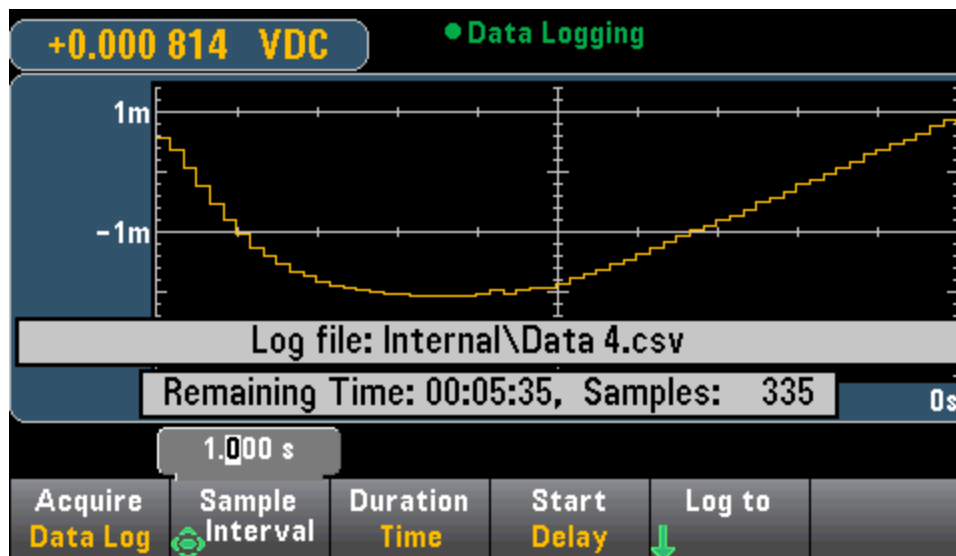 +0.000 814 VDC
Data Logging
1m
-1m
Log file: Internal\Data 4.csv
Remaining Time: 00:05:35, Samples: 335
0s
1.000 s
Acquire
Data Log
Sample
Interval
Duration
Time
Start
Delay
Log to